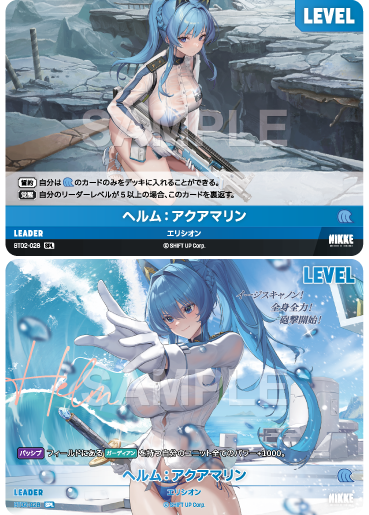 LEVEL
SAMPLE
誓約 自分は のカードのみをデッキに入れることができる。
覚醒 自分のリーダーレベルが5以上の場合、このカードを裏返す。
ヘルム：アクアマリン
LEADER エリシオン
BT02-028 SPL ©SHIFT UP Corp. NIKKE
LEVEL
イージスキャノン！
全身全力！
砲撃開始！
Helm
SAMPLE
パッシブ フィールドにある ガーディアン を持つ自分のユニット全てのパワー+1000。
ヘルム：アクアマリン
LEADER エリシオン
NIKKE